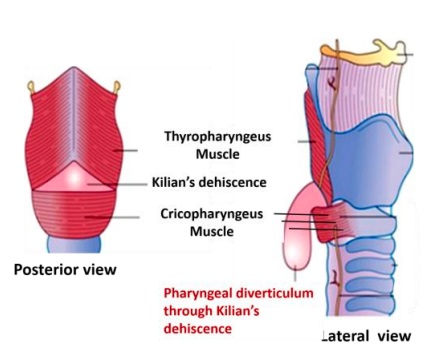 Thyropharyngeus
Muscle
Kilian's dehiscence
Cricopharyngeus
Muscle
Posterior view
Pharyngeal diverticulum
through Kilian's
dehiscence
Lateral view